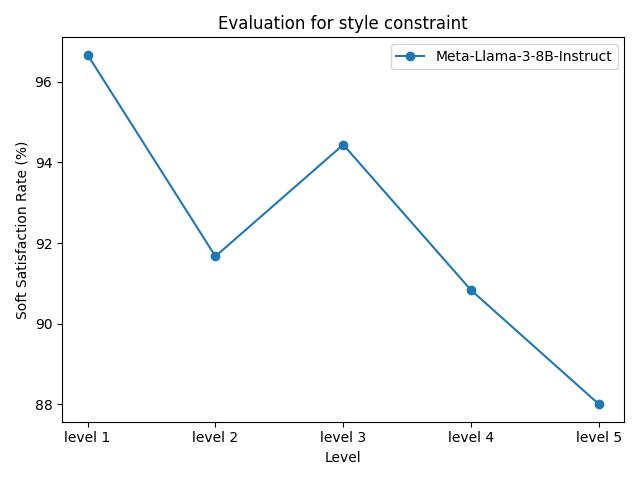 Evaluation for style constraint
Meta-Llama-3-8B-Instruct
Soft Satisfaction Rate (%)
96
94
92
90
88
level 1 level 2 level 3 level 4 level 5
Level